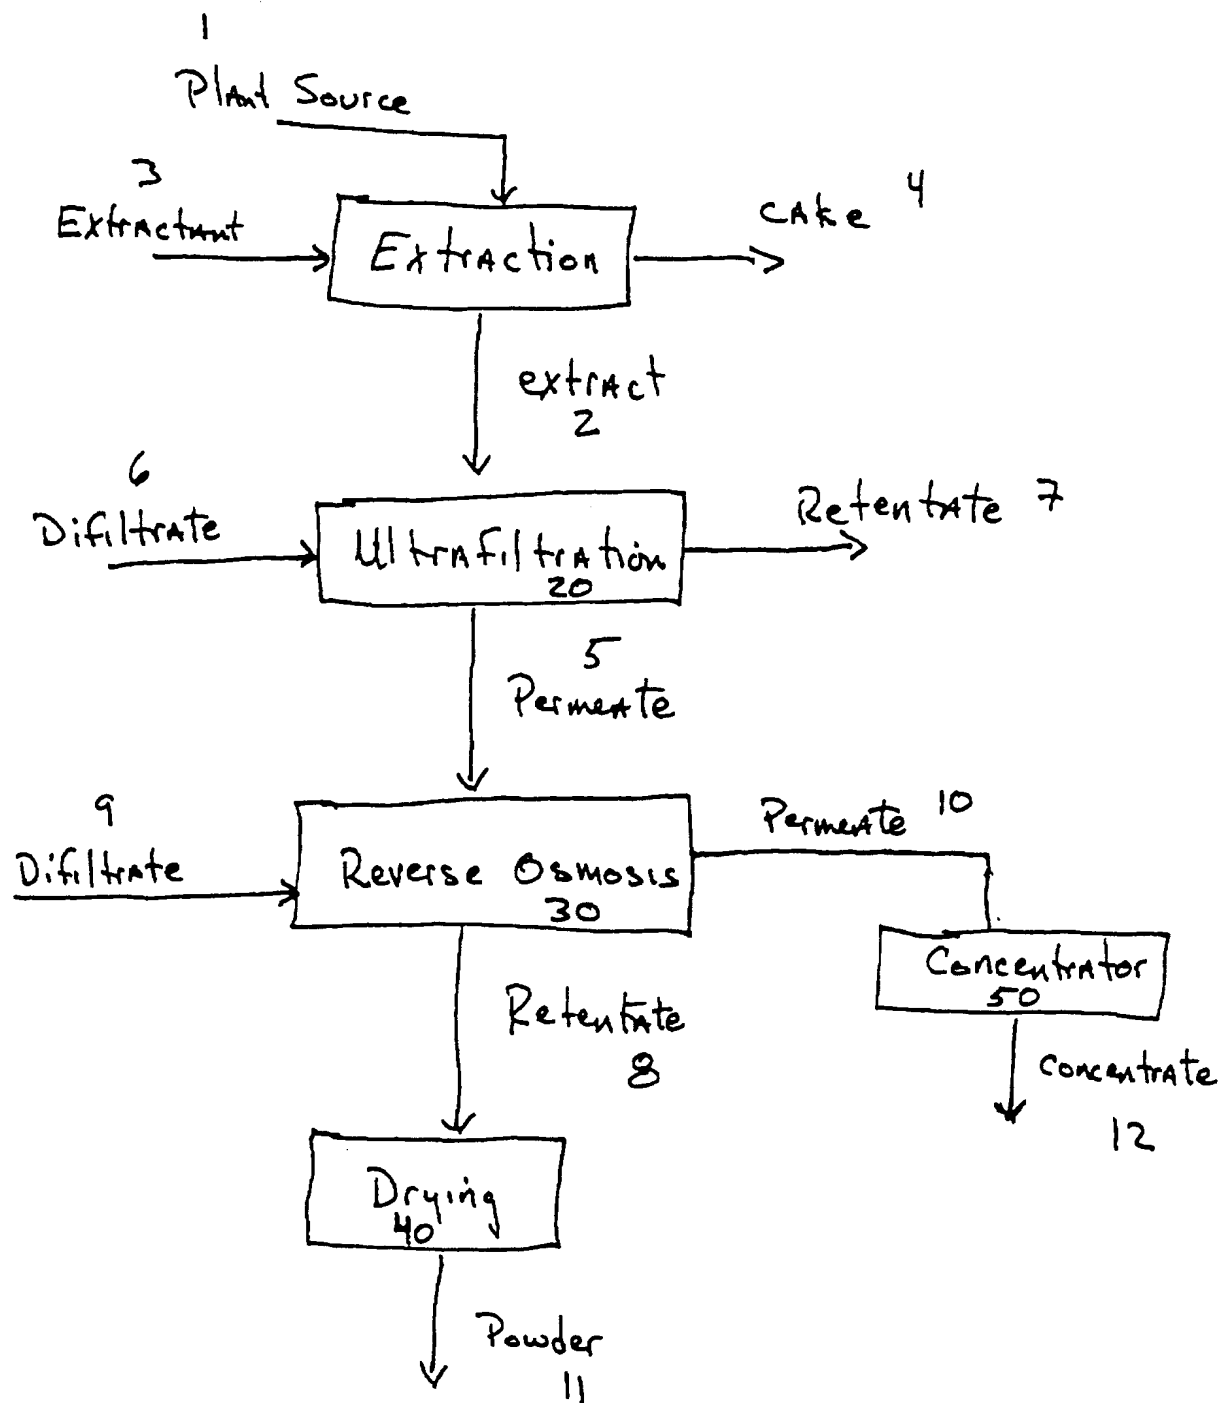 1
Plant Source
3
Extractant
Extraction
Cake 4
extract
2
6
Difiltrate
Ultrafiltration
20
Retentate 7
5
Permeate
9
Difiltrate
Reverse Osmosis
30
Permeate 10
Concentrator
50
Retentate
8
Concentrate
12
Drying
40
Powder
11